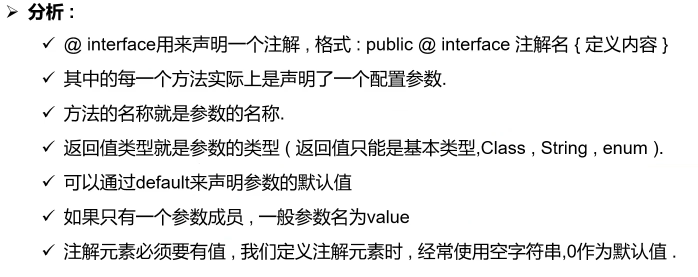 分析 :
@ interface用来声明一个注解 , 格式 : public @ interface 注解名 { 定义内容 }
其中的每一个方法实际上是声明了一个配置参数.
方法的名称就是参数的名称.
返回值类型就是参数的类型 ( 返回值只能是基本类型,Class , String , enum ).
可以通过default来声明参数的默认值
如果只有一个参数成员 , 一般参数名为value
注解元素必须要有值 , 我们定义注解元素时 , 经常使用空字符串,0作为默认值 .